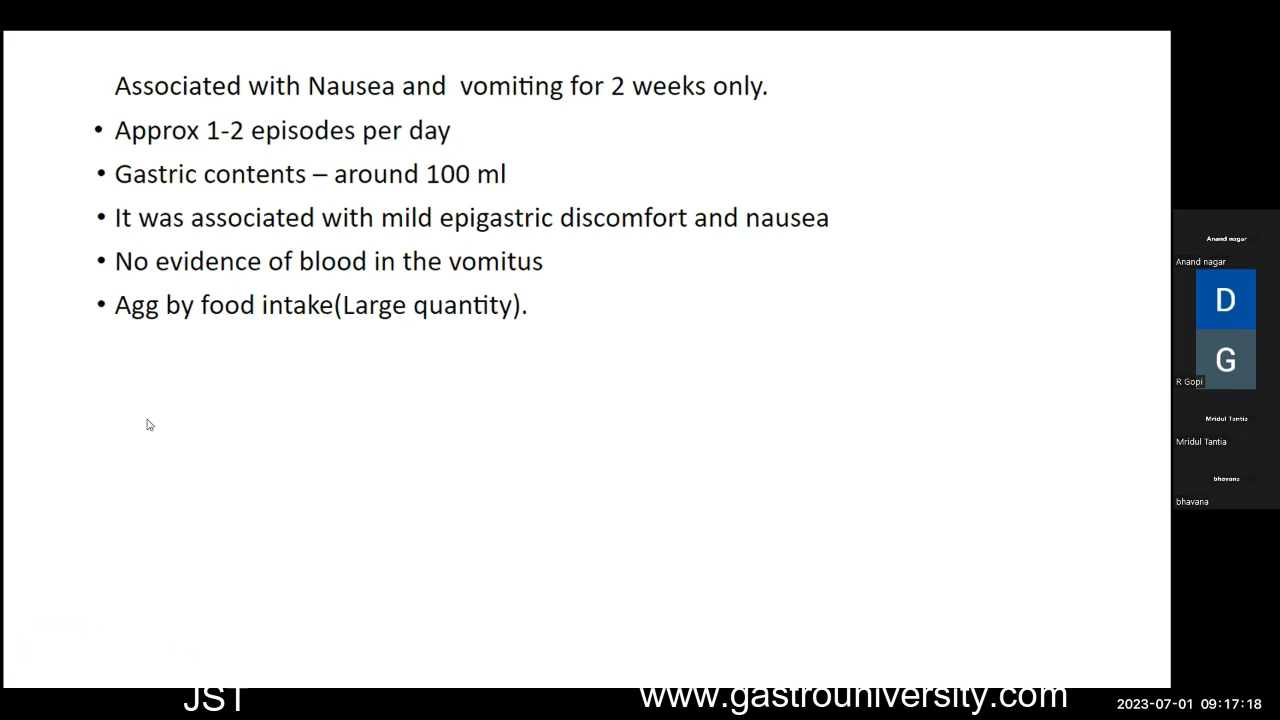 Associated with Nausea and vomiting for 2 weeks only.
• Approx 1-2 episodes per day
• Gastric contents – around 100 ml
• It was associated with mild epigastric discomfort and nausea
• No evidence of blood in the vomitus
• Agg by food intake(Large quantity).
Anand nagar
Anand nagar
D
G
R Gopi
Mridul Tantia
Mridul Tantia
bhavana
bhavana
JST
www.gastrouniversity.com
2023-07-01 09:17:18